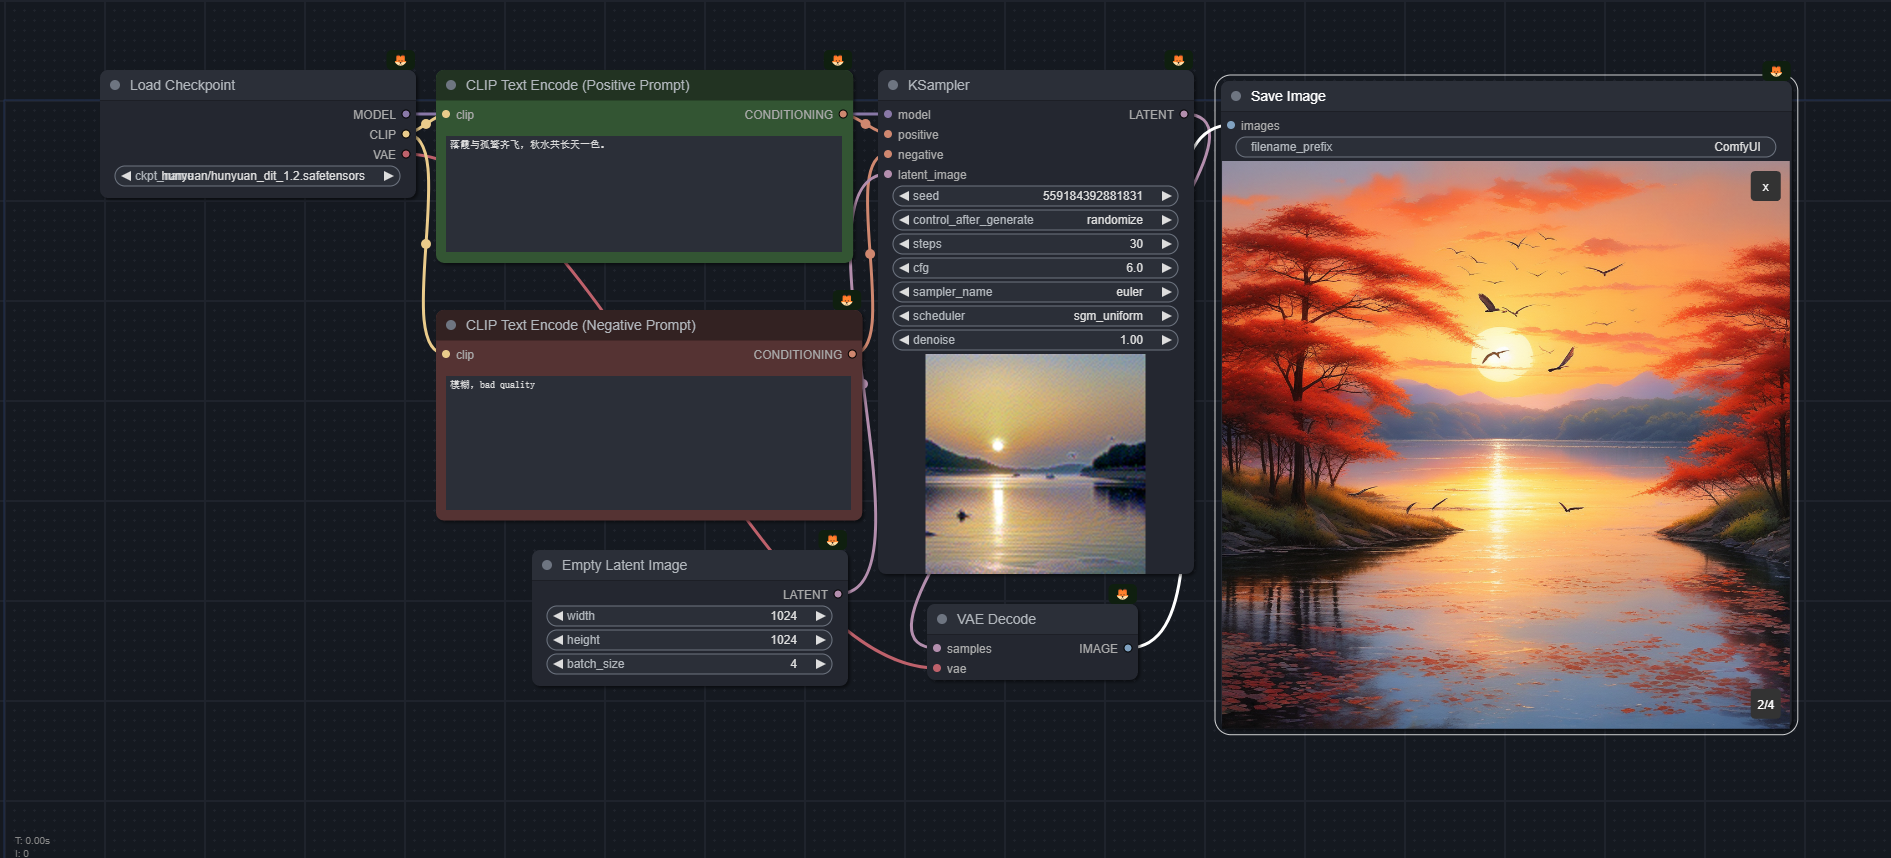 Load Checkpoint
MODEL
CLIP
VAE
hunyuan/hunyuan_dit_1.2.safetensors
CLIP Text Encode (Positive Prompt)
clip
CONDITIONING
落霞与孤鹜齐飞，秋水共长天一色。
CLIP Text Encode (Negative Prompt)
clip
CONDITIONING
模糊，bad quality
Empty Latent Image
LATENT
width 1024
height 1024
batch_size 4
KSampler
model LATENT
positive
negative
latent_image
seed 559184392881831
control_after_generate randomize
steps 30
cfg 6.0
sampler_name euler
scheduler sgm_uniform
denoise 1.00
VAE Decode
samples IMAGE
vae
Save Image
images
filename_prefix ComfyUI
x
2/4
T: 0.00s
I: 0